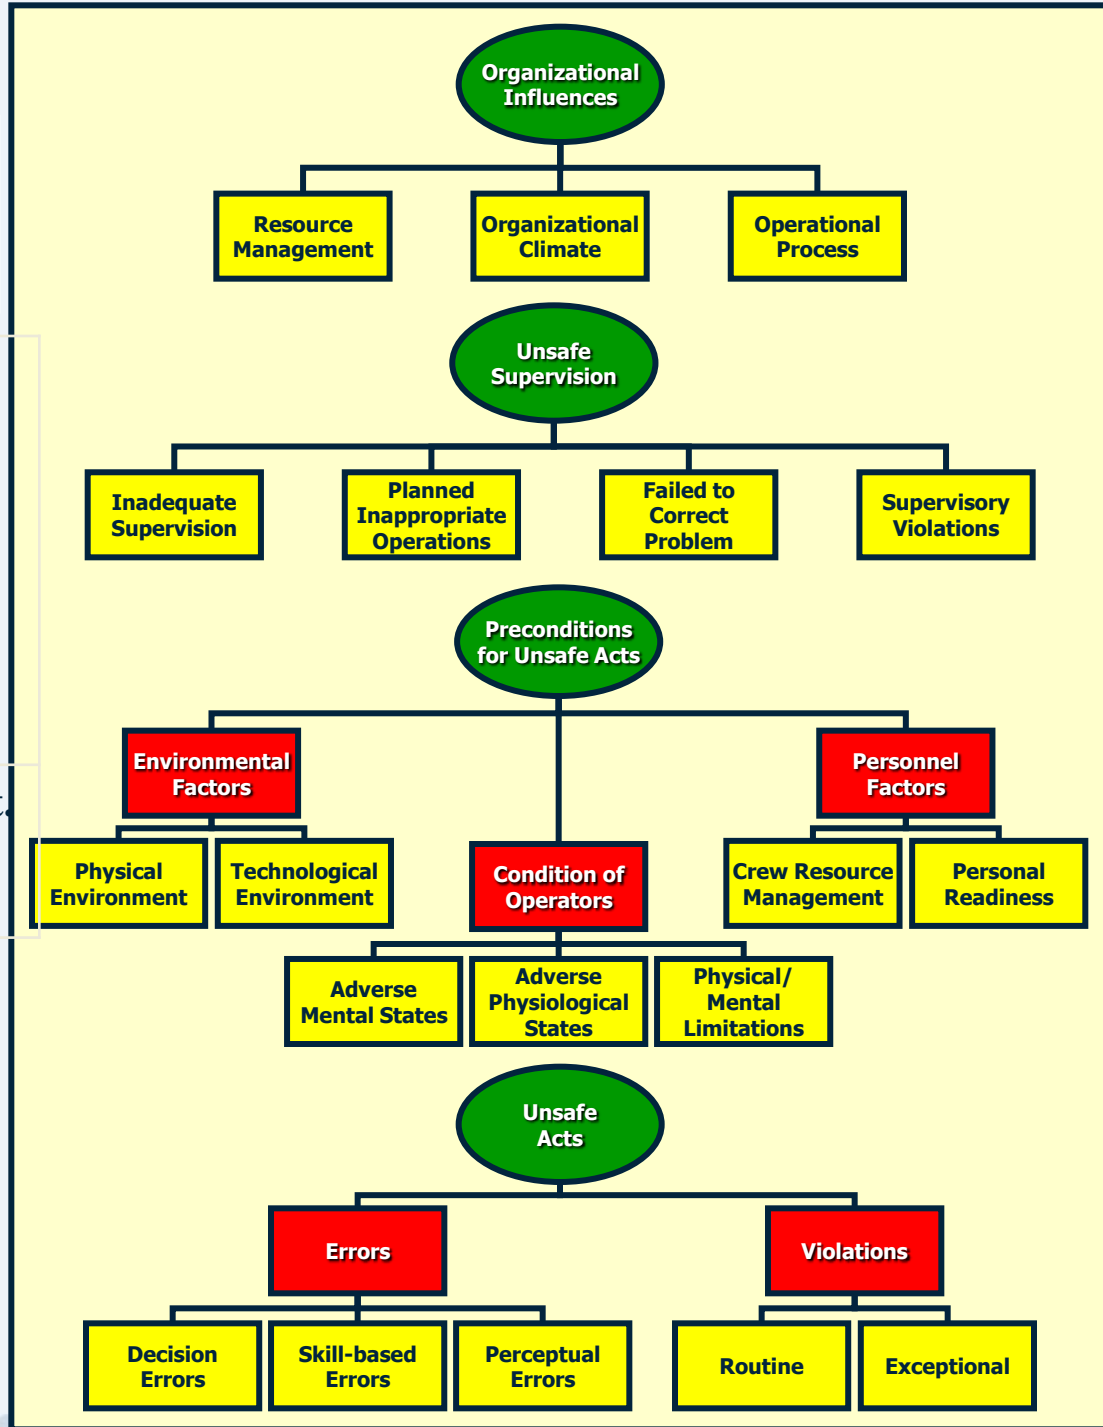 Organizational
Influences
Resource
Management
Organizational
Climate
Operational
Process
Unsafe
Supervision
Inadequate
Supervision
Planned
Inappropriate
Operations
Failed to
Correct
Problem
Supervisory
Violations
Preconditions
for Unsafe Acts
Environmental
Factors
Personnel
Factors
Physical
Environment
Technological
Environment
Condition of
Operators
Crew Resource
Management
Personal
Readiness
Adverse
Mental States
Adverse
Physiological
States
Physical/
Mental
Limitations
Unsafe
Acts
Errors
Violations
Decision
Errors
Skill-based
Errors
Perceptual
Errors
Routine
Exceptional